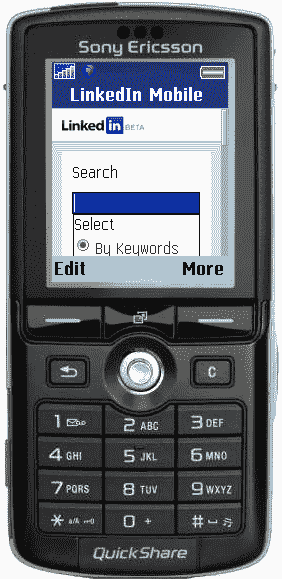 Sony Ericsson
LinkedIn Mobile
Linked in BETA
Search
Select
By Keywords
Edit More
C
1 2 ABC 3 DEF
4 GHI 5 JKL 6 MNO
7 PQRS 8 TUV 9 WXYZ
* a/A 0 + #
QuickShare